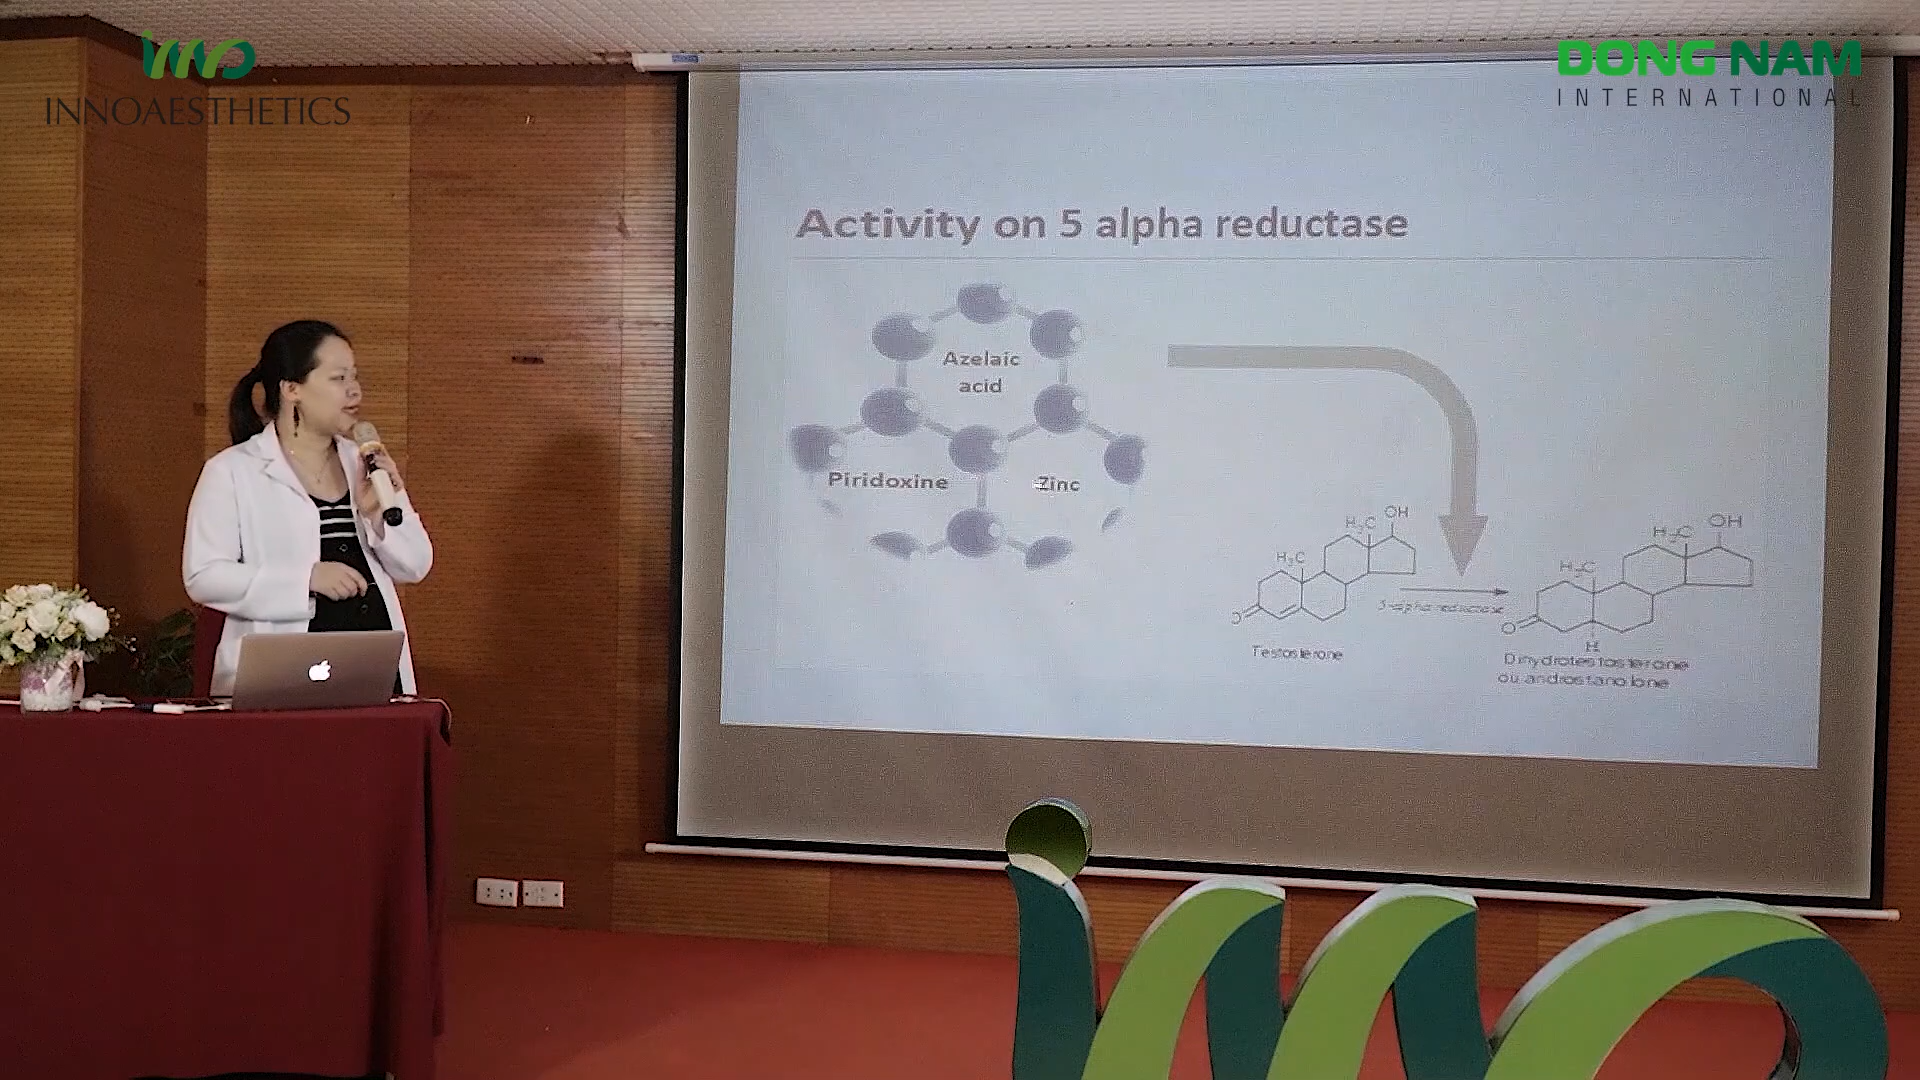 INNOAESTHETICS
DONG NAM
INTERNATIONAL
Activity on 5 alpha reductase
Azelaic
acid
Piridoxine
Zinc
H₃C
OH
H₃C
O
5-alpha reductase
Testosterone
H₃C
OH
H₃C
O
H
Dihydrotestosterone
ou androstanolone